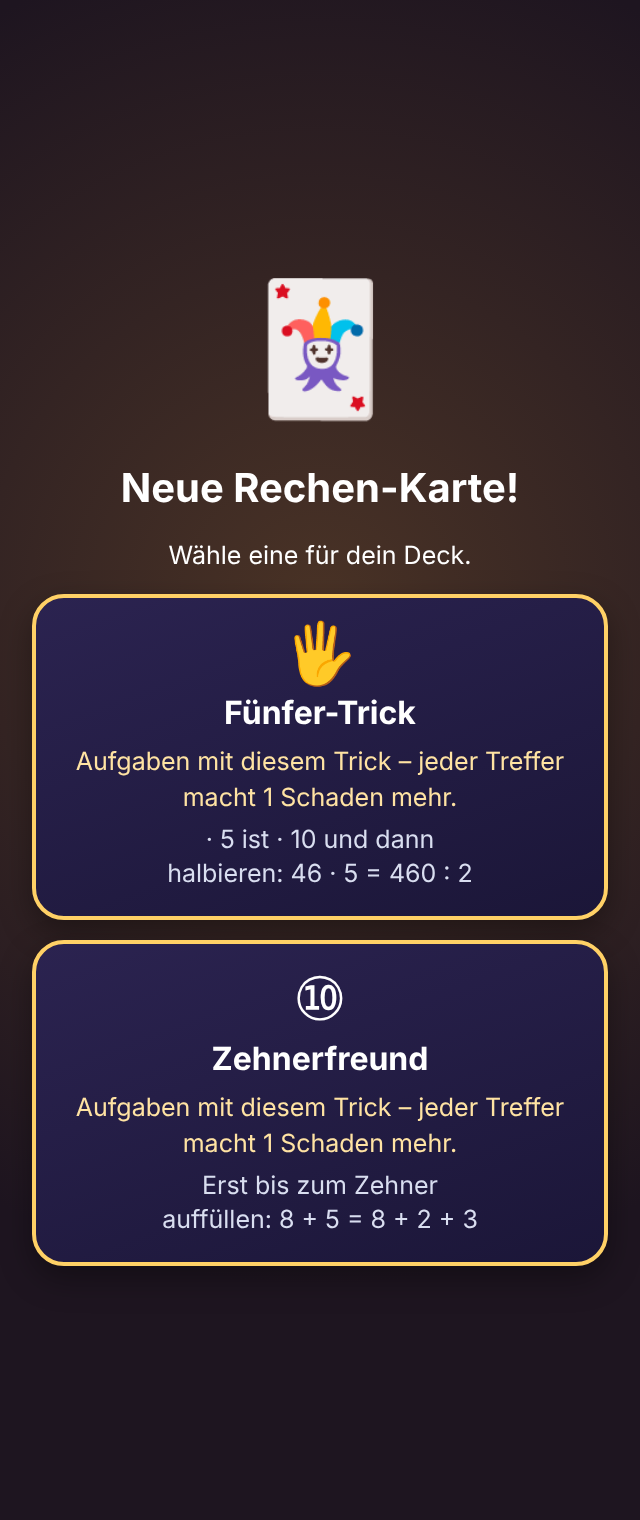 Neue Rechen-Karte!
Wähle eine für dein Deck.
Fünfer-Trick
Aufgaben mit diesem Trick – jeder Treffer
macht 1 Schaden mehr.
· 5 ist · 10 und dann
halbieren: 46 · 5 = 460 : 2
⑩
Zehnerfreund
Aufgaben mit diesem Trick – jeder Treffer
macht 1 Schaden mehr.
Erst bis zum Zehner
auffüllen: 8 + 5 = 8 + 2 + 3